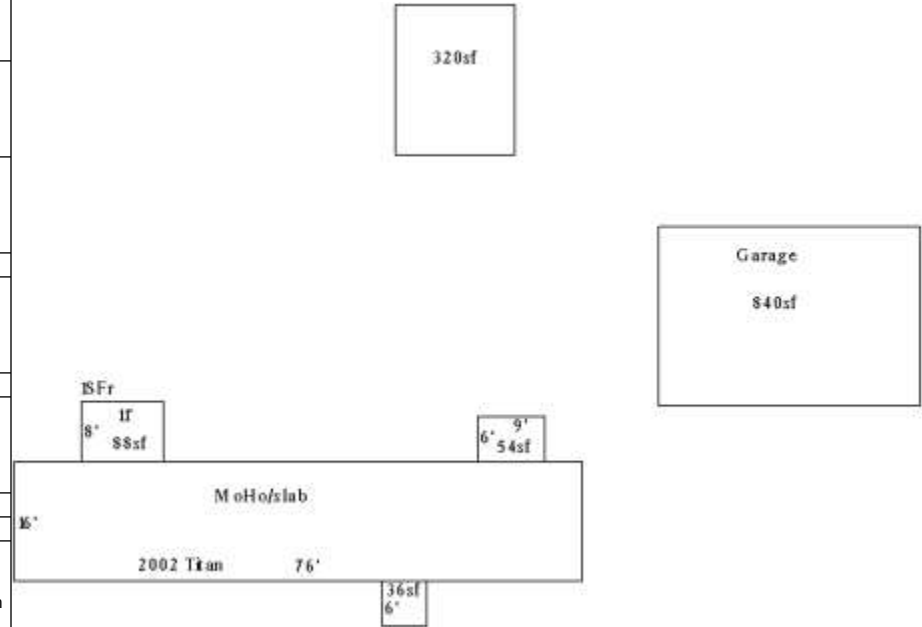 320sf
Garage
840sf
1SFr
1f
8'
88sf
9'
6'
54sf
MoHo/slab
16'
2002 Titan 76'
36sf
6'